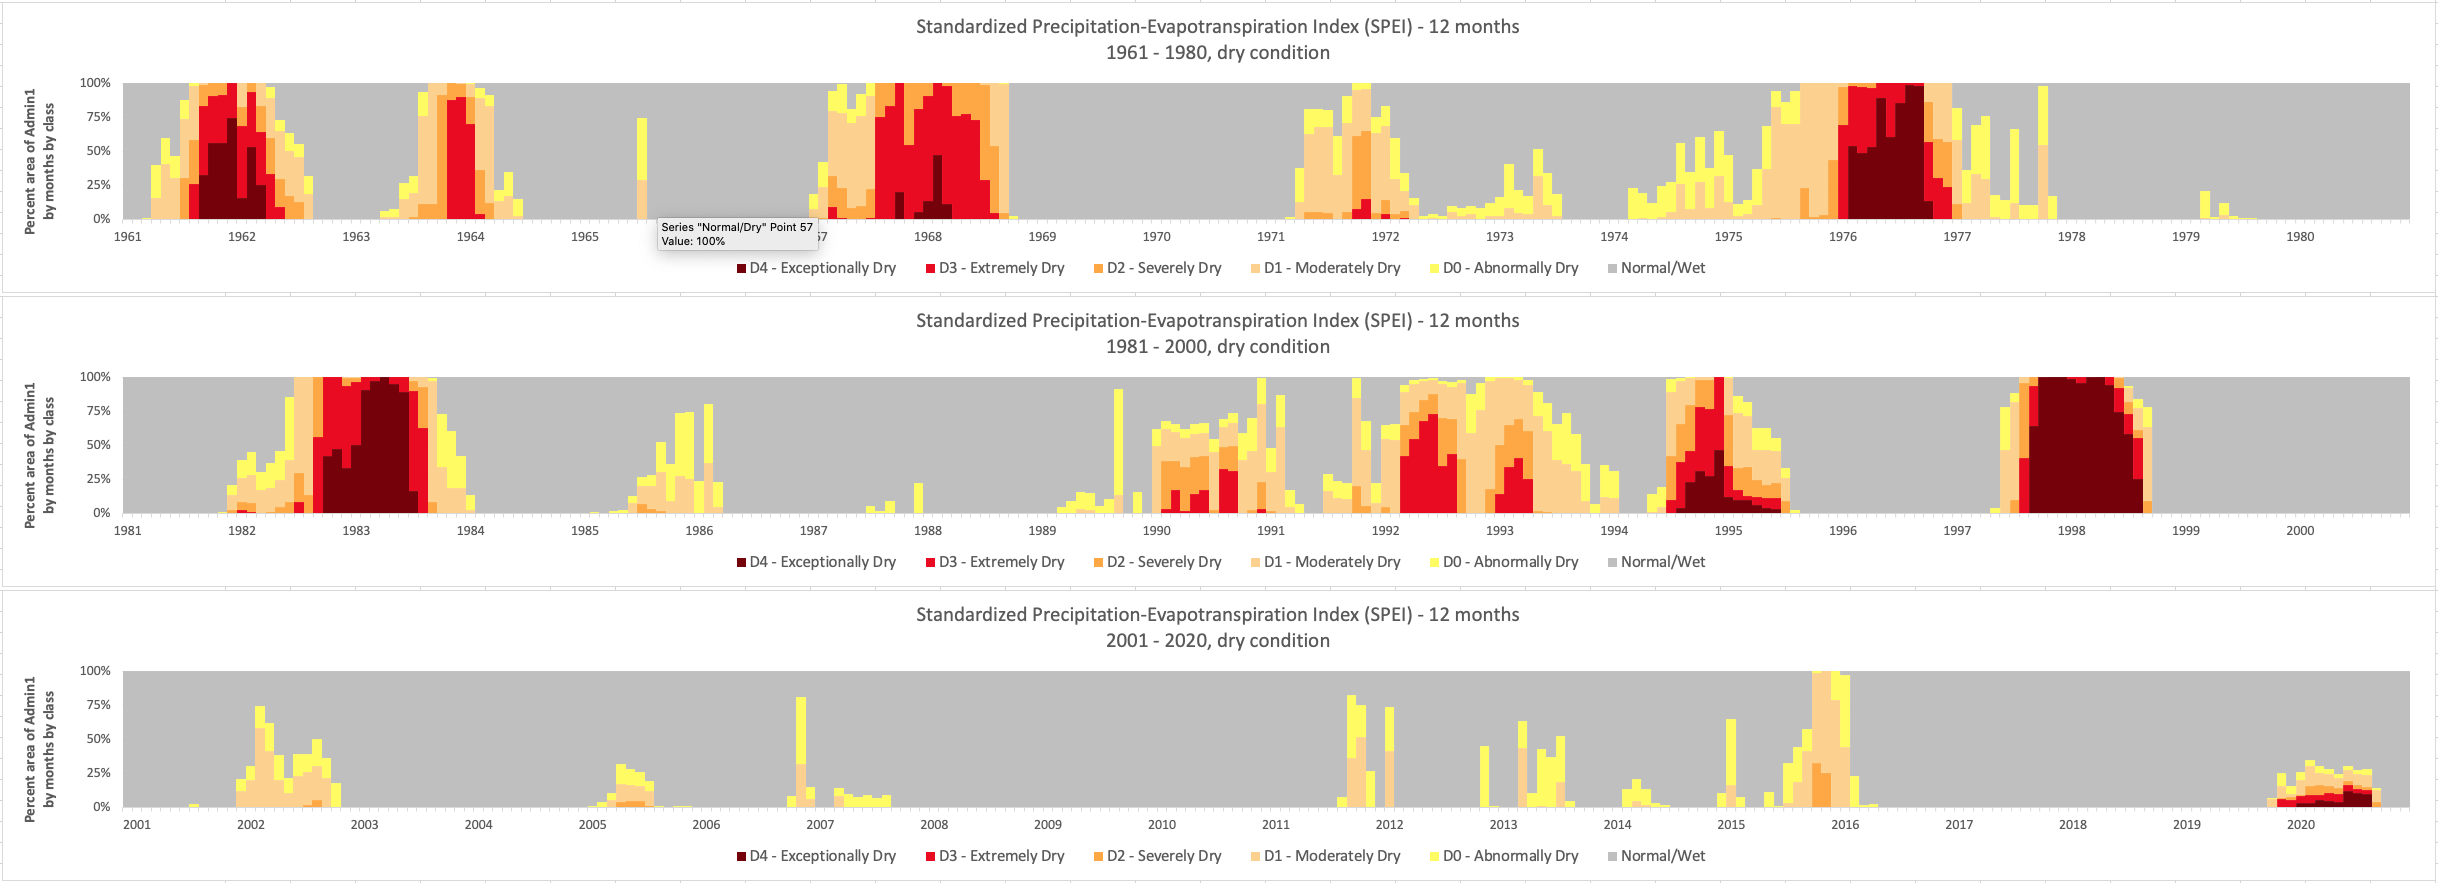 Standardized Precipitation-Evapotranspiration Index (SPEI) - 12 months
1961 - 1980, dry condition
Percent area of Admin1
by months by class
100%
75%
50%
25%
0%
1961 1962 1963 1964 1965 57 1968 1969 1970 1971 1972 1973 1974 1975 1976 1977 1978 1979 1980
Series "Normal/Dry" Point 57
Value: 100%
D4 - Exceptionally Dry D3 - Extremely Dry D2 - Severely Dry D1 - Moderately Dry D0 - Abnormally Dry Normal/Wet
Standardized Precipitation-Evapotranspiration Index (SPEI) - 12 months
1981 - 2000, dry condition
Percent area of Admin1
by months by class
100%
75%
50%
25%
0%
1981 1982 1983 1984 1985 1986 1987 1988 1989 1990 1991 1992 1993 1994 1995 1996 1997 1998 1999 2000
D4 - Exceptionally Dry D3 - Extremely Dry D2 - Severely Dry D1 - Moderately Dry D0 - Abnormally Dry Normal/Wet
Standardized Precipitation-Evapotranspiration Index (SPEI) - 12 months
2001 - 2020, dry condition
Percent area of Admin1
by months by class
100%
75%
50%
25%
0%
2001 2002 2003 2004 2005 2006 2007 2008 2009 2010 2011 2012 2013 2014 2015 2016 2017 2018 2019 2020
D4 - Exceptionally Dry D3 - Extremely Dry D2 - Severely Dry D1 - Moderately Dry D0 - Abnormally Dry Normal/Wet